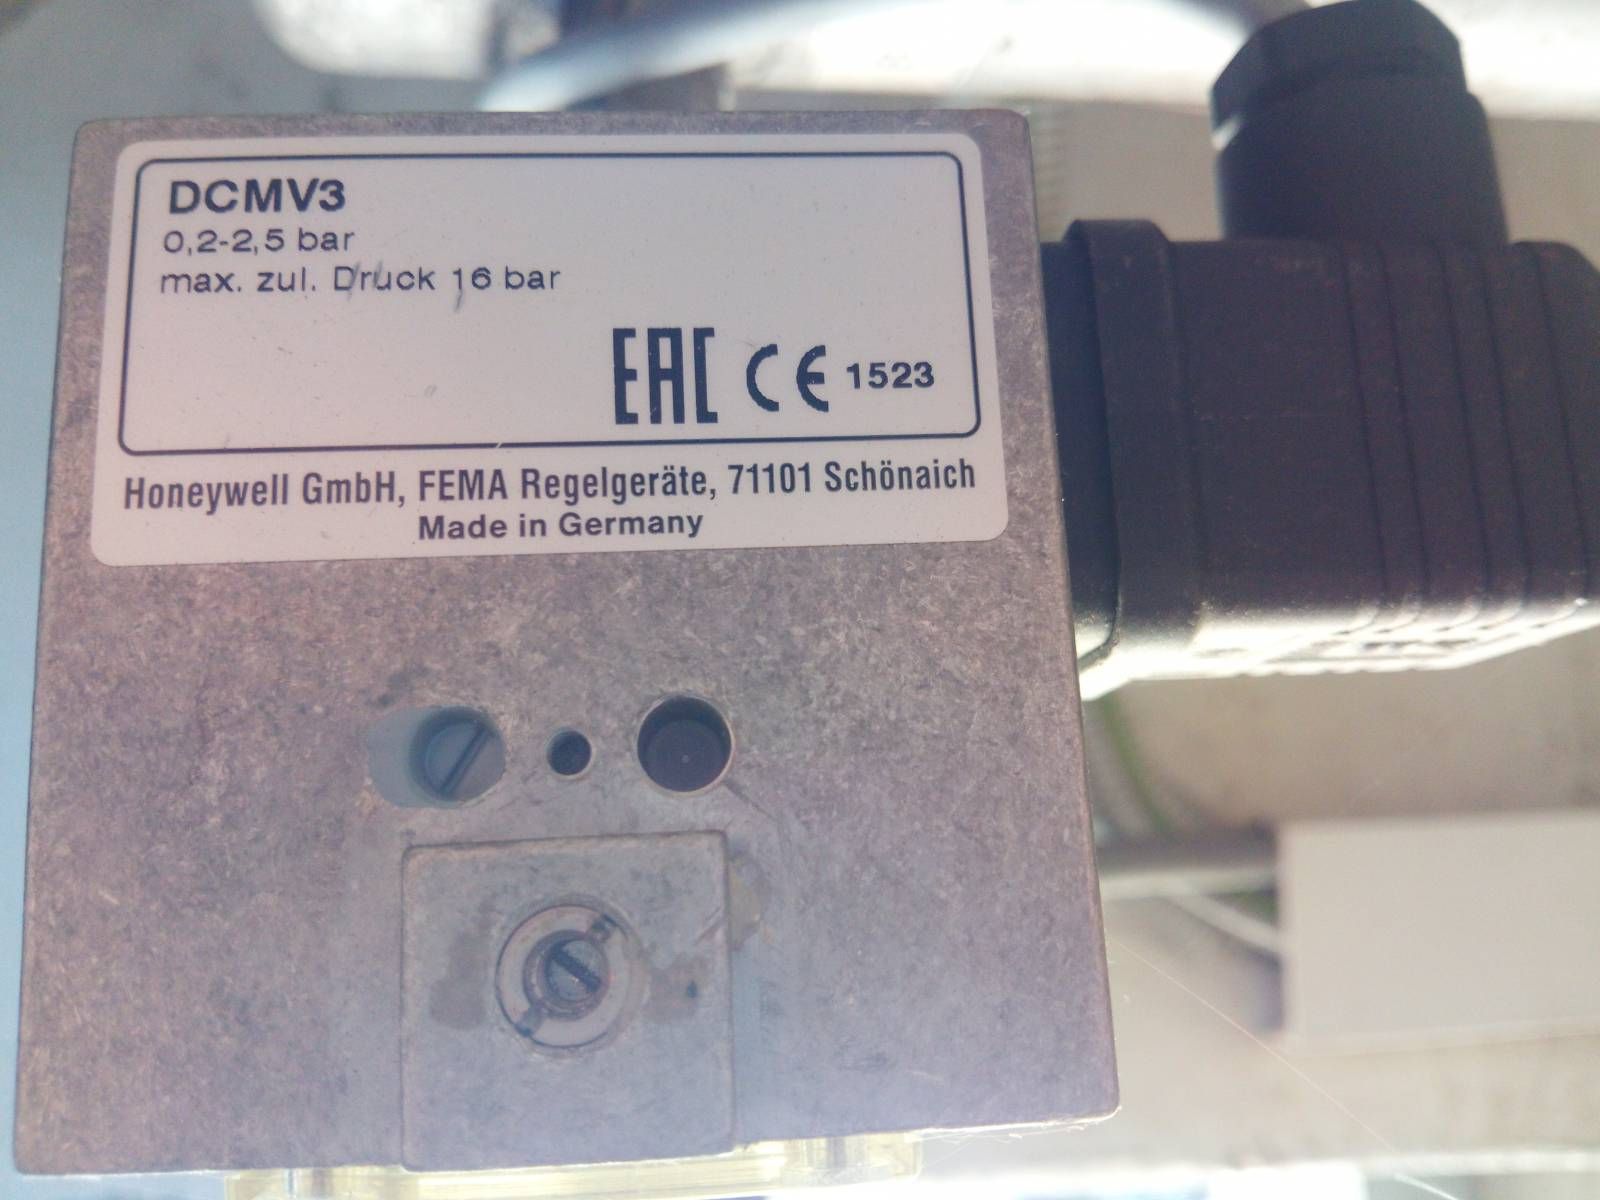 DCMV3
0,2-2,5 bar
max. zul. Druck 16 bar
EAC CE 1523
Honeywell GmbH, FEMA Regelgeräte, 71101 Schönaich
Made in Germany